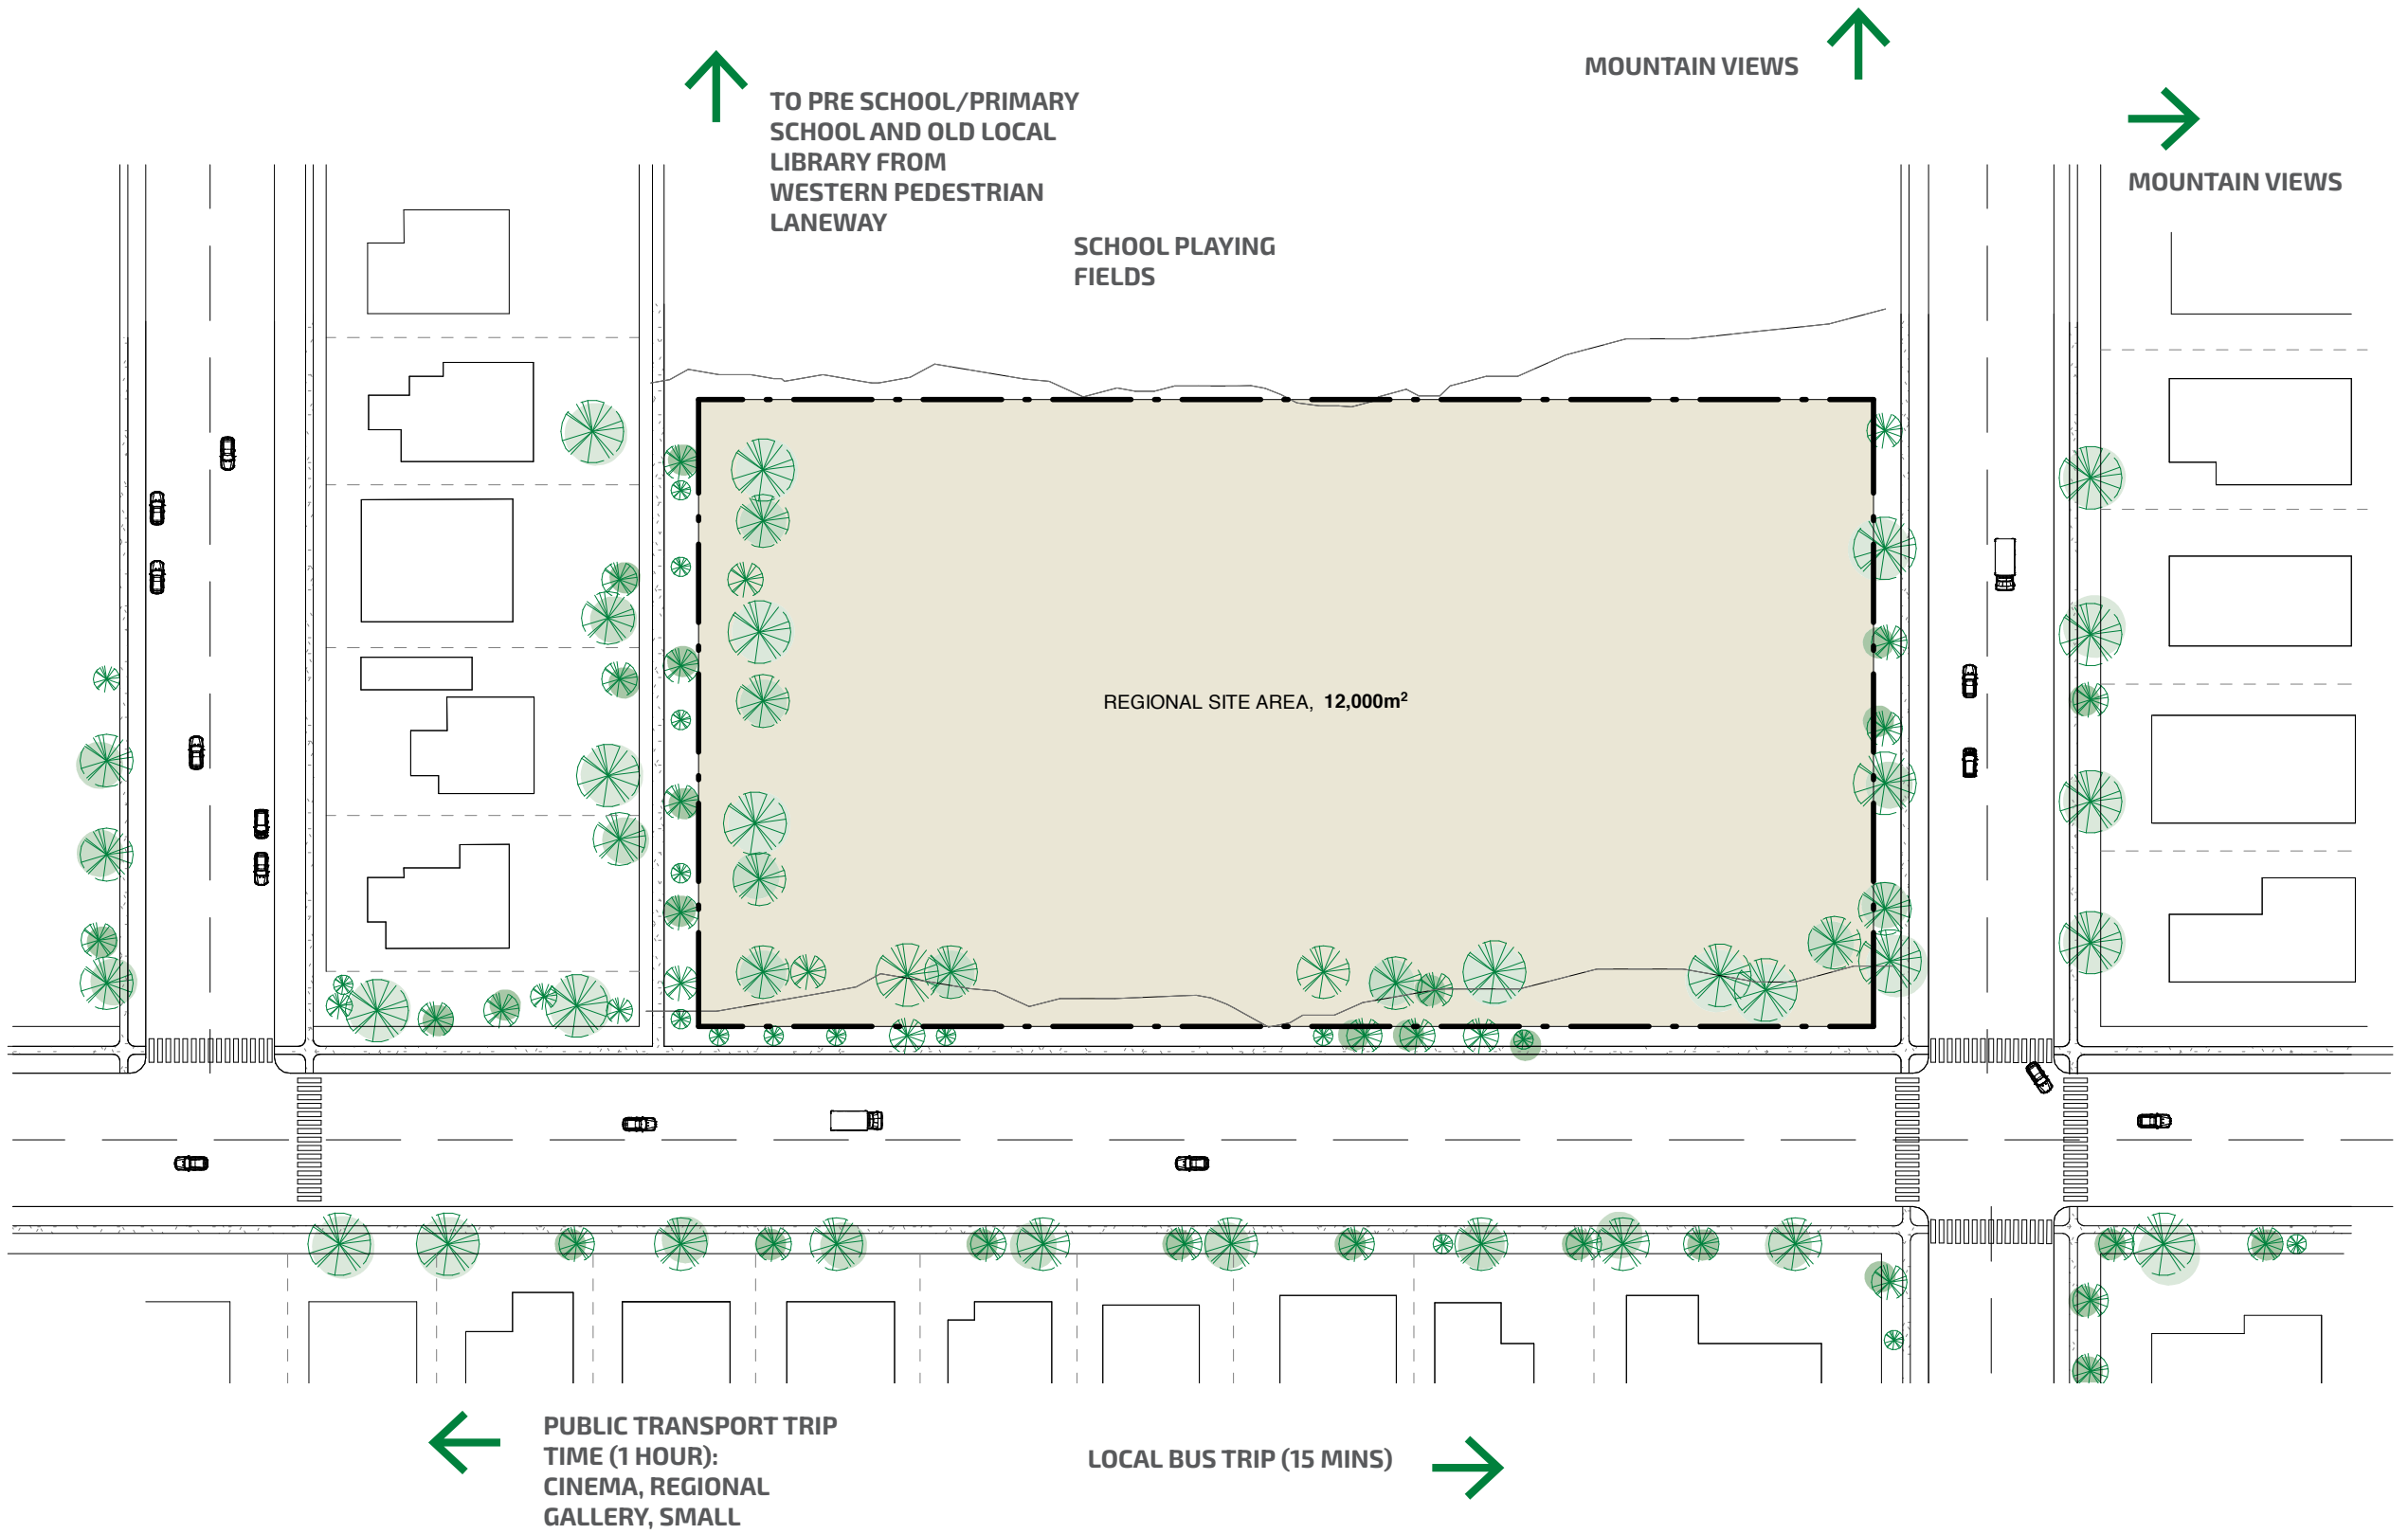 MOUNTAIN VIEWS
TO PRE SCHOOL/PRIMARY
SCHOOL AND OLD LOCAL
LIBRARY FROM
WESTERN PEDESTRIAN
LANEWAY
MOUNTAIN VIEWS
SCHOOL PLAYING
FIELDS
REGIONAL SITE AREA, 12,000m²
PUBLIC TRANSPORT TRIP
TIME (1 HOUR):
CINEMA, REGIONAL
GALLERY, SMALL
LOCAL BUS TRIP (15 MINS)